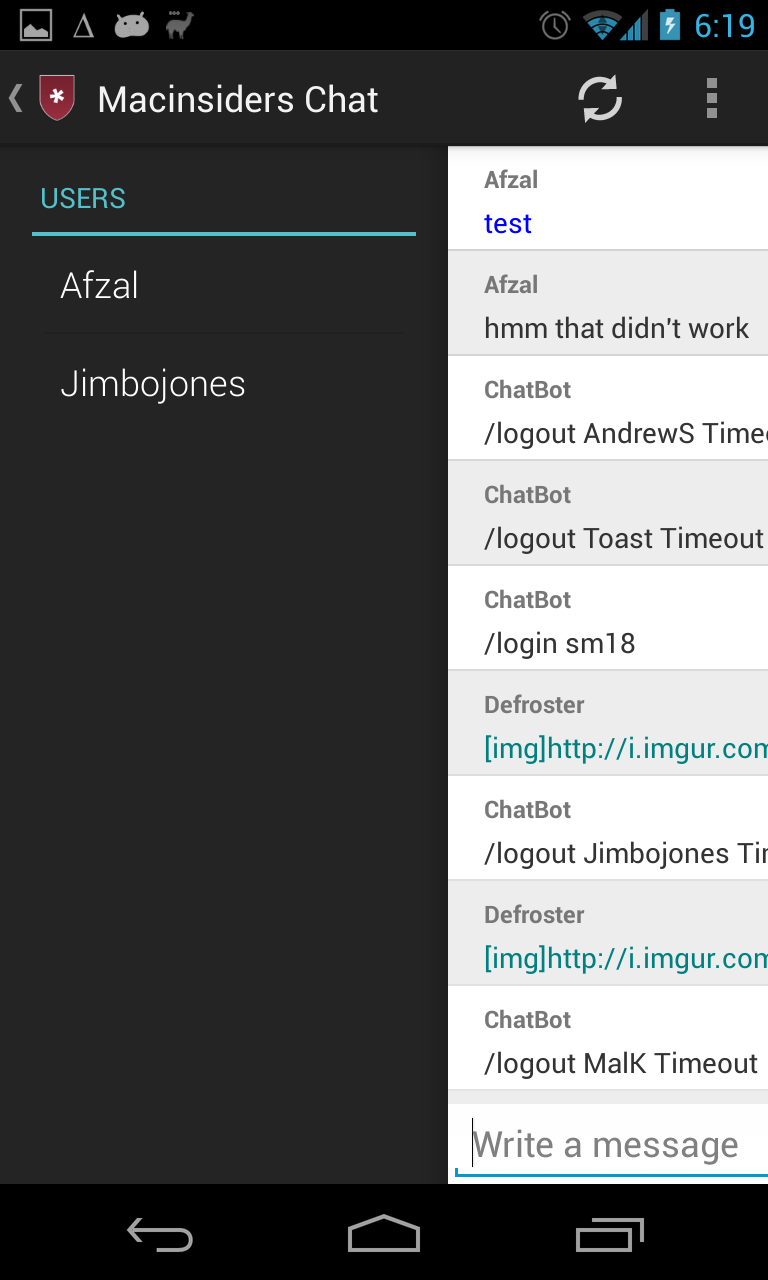 6:19
Macinsiders Chat
USERS
Afzal
Jimbojones
Afzal
test
Afzal
hmm that didn't work
ChatBot
/logout AndrewS
ChatBot
/logout Toast Timeout
ChatBot
/login sm18
Defroster
[img]http://i.imgur.com
ChatBot
/logout Jimbojones
Defroster
[img]http://i.imgur.com
ChatBot
/logout MalK Timeout
Write a message